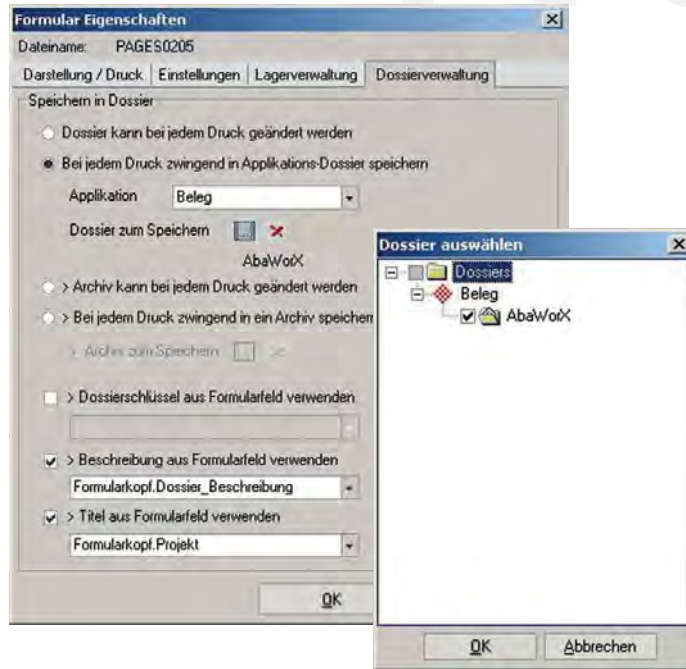 Formular Eigenschaften
Dateiname: PAGES0205
Darstellung / Druck Einstellungen Lagerverwaltung Dossierverwaltung
Speichern in Dossier
Dossier kann bei jedem Druck geändert werden
Bei jedem Druck zwingend in Applikations-Dossier speichern
Applikation Beleg
Dossier zum Speichern
AbaWorX
> Archiv kann bei jedem Druck geändert werden
> Bei jedem Druck zwingend in ein Archiv speichern
> Archiv zum Speichern
> Dossierschlüssel aus Formularfeld verwenden
> Beschreibung aus Formularfeld verwenden
Formularkopf.Dossier_Beschreibung
> Titel aus Formularfeld verwenden
Formularkopf.Projekt
OK
Dossier auswählen
Dossiers
Beleg
AbaWorX
OK Abbrechen